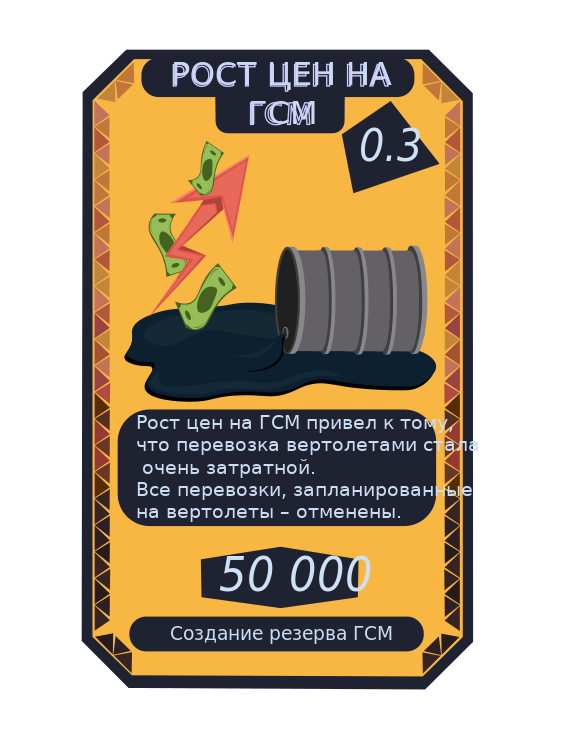 РОСТ ЦЕН НА
ГСМ
0.3
Рост цен на ГСМ привел к тому,
что перевозка вертолетами стала
очень затратной.
Все перевозки, запланированные
на вертолеты – отменены.
50 000
Создание резерва ГСМ